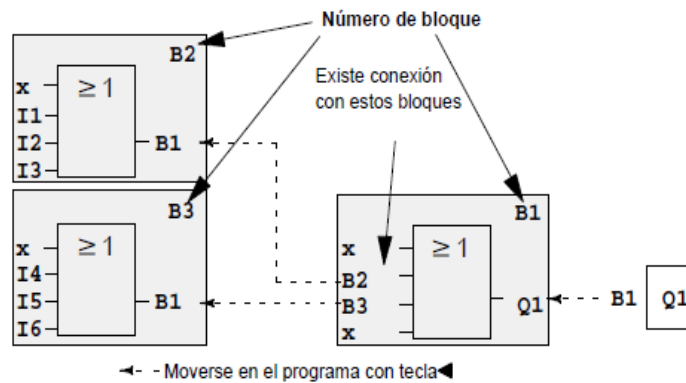 Número de bloque
B2
x
≥1
I1
I2
B1
I3
Existe conexión
con estos bloques
B3
x
≥1
I4
I5
B1
I6
B1
x
≥1
B2
B3
Q1
x
B1
Q1
Moverse en el programa con tecla◀